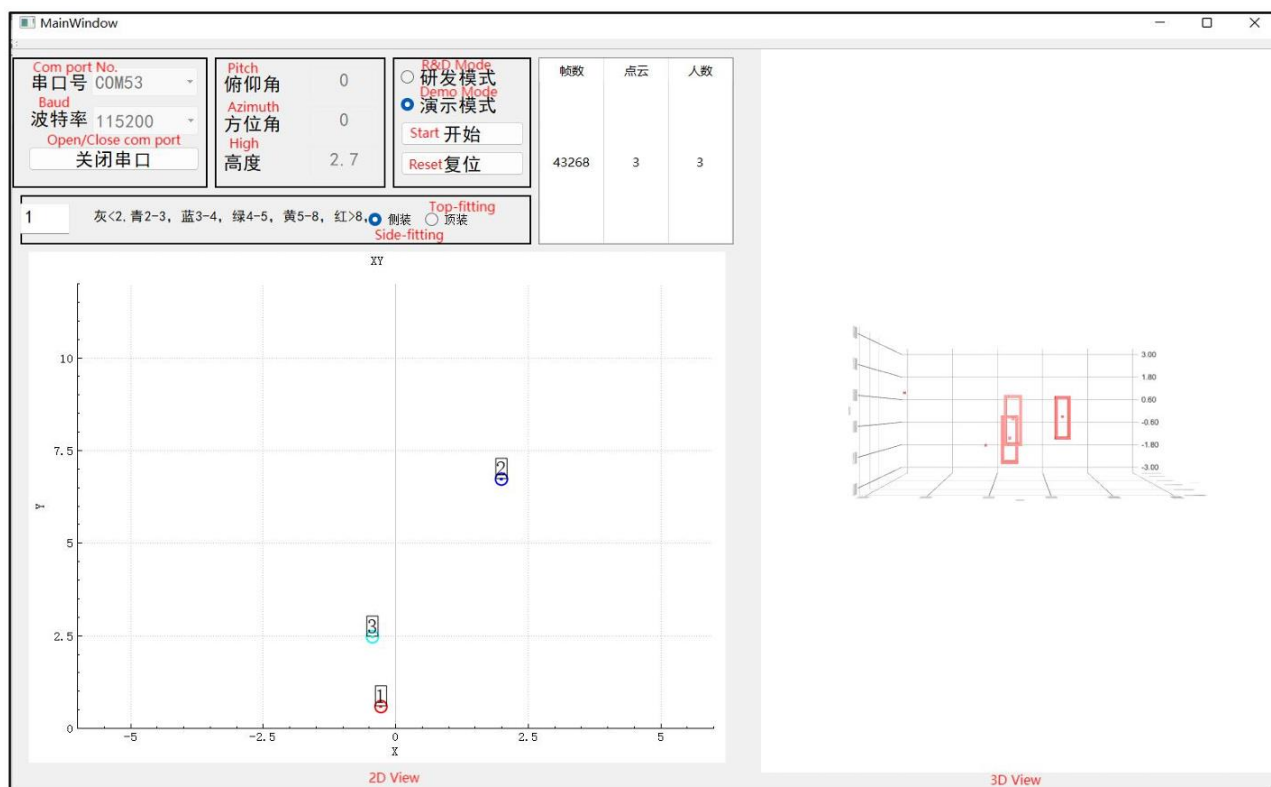 MainWindow
Com port No.
串口号 COM53
Baud
波特率 115200
Open/Close com port
关闭串口
Pitch
俯仰角 0
Azimuth
方位角 0
High
高度 2.7
R&D Mode
研发模式
Demo Mode
演示模式
Start 开始
Reset 复位
帧数 点云 人数
43268 3 3
1 灰<2.青2-3, 蓝3-4, 绿4-5, 黄5-8, 红>8,
Top-fitting
侧装 顶装
Side-fitting
XY
10
7.5
5
2.5
0
Y
2
3
1
-5 -2.5 0 2.5 5
X
2D View
3.00
1.80
0.60
-0.60
-1.80
-3.00
3D View